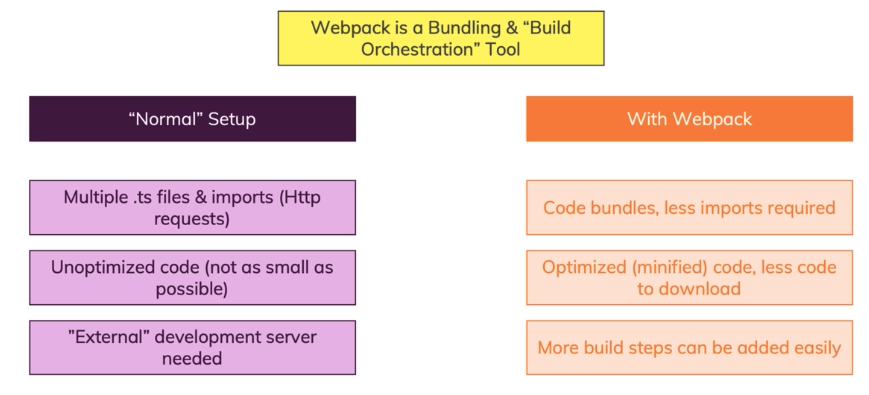 Webpack is a Bundling & “Build
Orchestration” Tool
“Normal” Setup
With Webpack
Multiple .ts files & imports (Http
requests)
Code bundles, less imports required
Unoptimized code (not as small as
possible)
Optimized (minified) code, less code
to download
”External” development server
needed
More build steps can be added easily